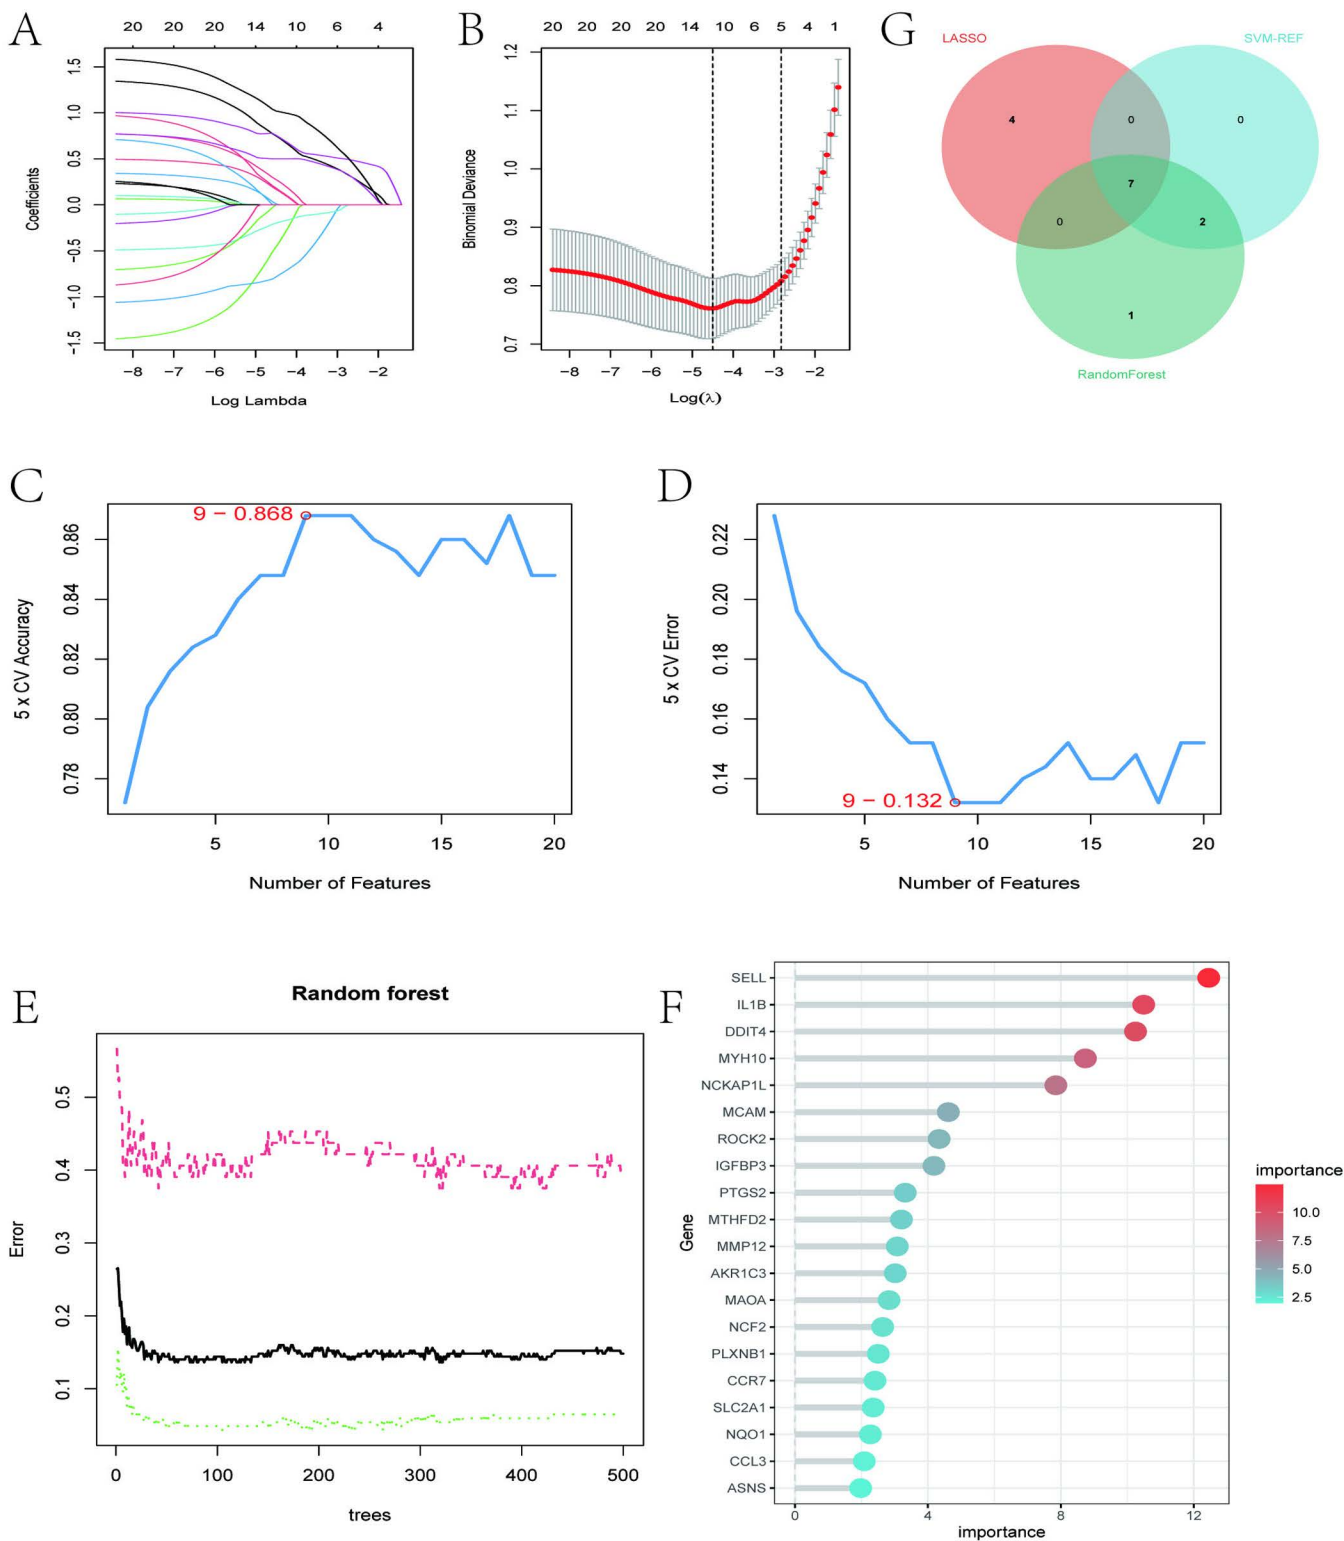 A
20 20 20 20 14 10 6 4
Coefficients
1.5
1.0
0.5
0.0
−0.5
−1.0
−1.5
−8 −7 −6 −5 −4 −3 −2
Log Lambda
B
20 20 20 20 14 10 6 5 4 1
Binomial Deviance
1.2
1.1
1.0
0.9
0.8
0.7
−8 −7 −6 −5 −4 −3 −2
Log(λ)
G
LASSO
SVM-REF
4
0
0
7
0
2
1
RandomForest
C
5 x CV Accuracy
0.86
0.84
0.82
0.80
0.78
9 − 0.868
5 10 15 20
Number of Features
D
5 x CV Error
0.22
0.20
0.18
0.16
0.14
9 − 0.132
5 10 15 20
Number of Features
E
Random forest
Error
0.5
0.4
0.3
0.2
0.1
0 100 200 300 400 500
trees
F
Gene
SELL
IL1B
DDIT4
MYH10
NCKAP1L
MCAM
ROCK2
IGFBP3
PTGS2
MTHFD2
MMP12
AKR1C3
MAOA
NCF2
PLXNB1
CCR7
SLC2A1
NQO1
CCL3
ASNS
0 4 8 12
importance
importance
10.0
7.5
5.0
2.5